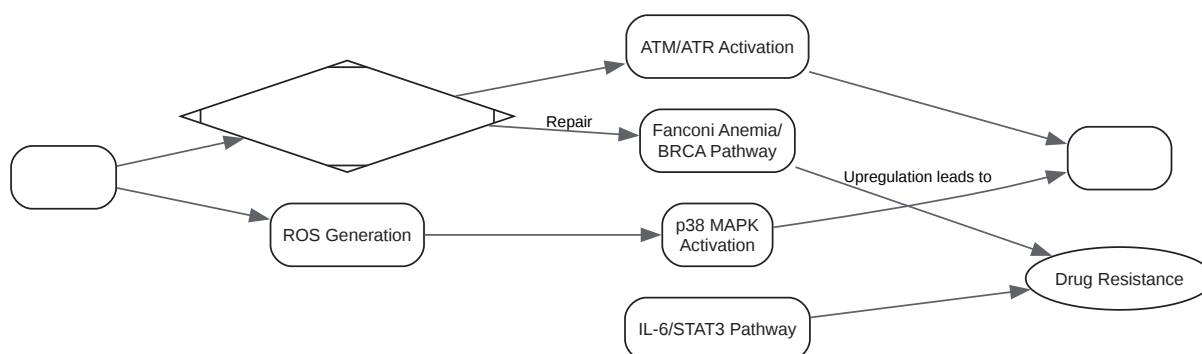 ATM/ATR Activation
Repair
Fanconi Anemia/
BRCA Pathway
Upregulation leads to
ROS Generation
p38 MAPK
Activation
Drug Resistance
IL-6/STAT3 Pathway